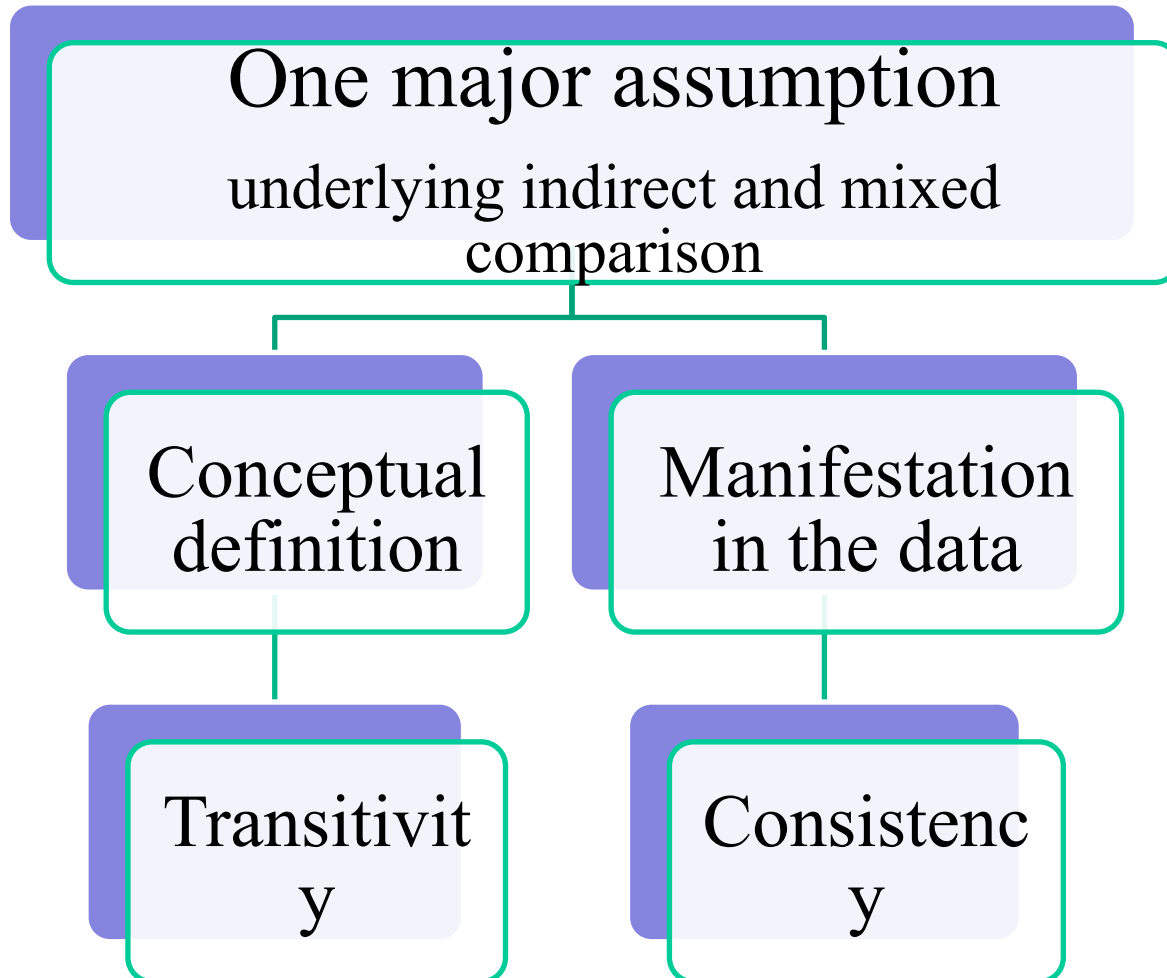 One major assumption
underlying indirect and mixed
comparison
Conceptual
definition
Manifestation
in the data
Transitivit
y
Consistenc
y